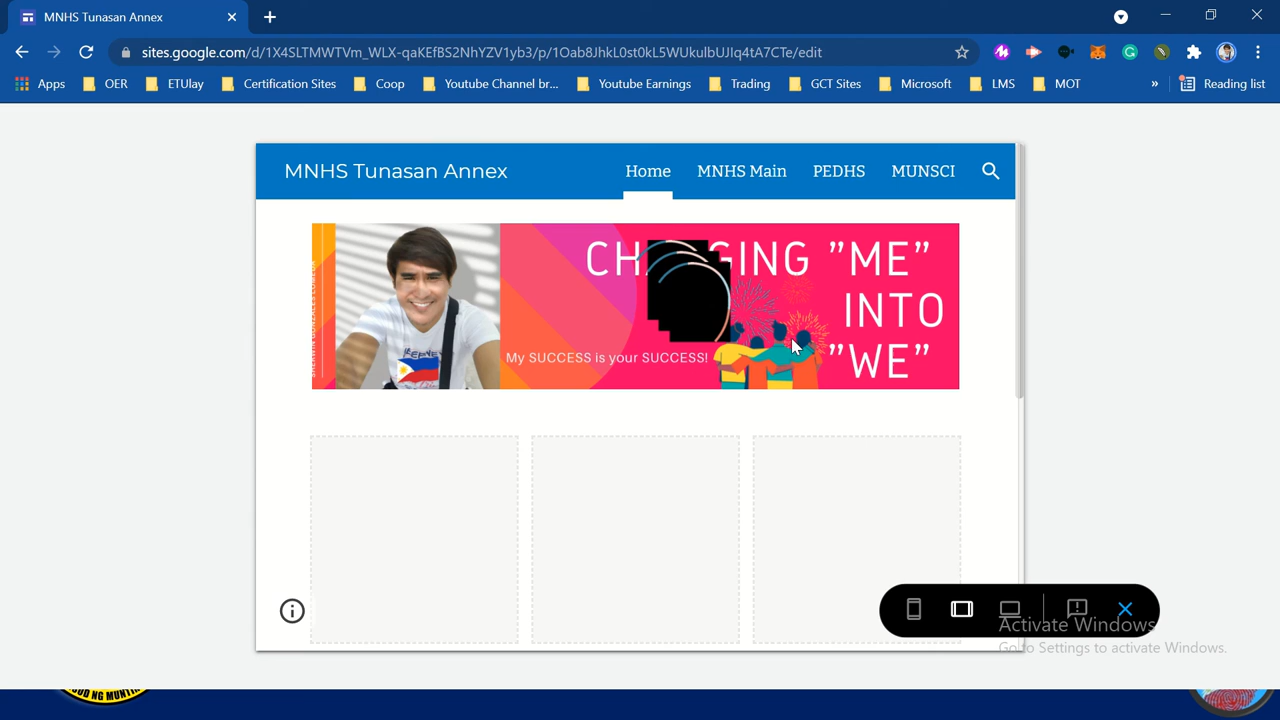 MNHS Tunasan Annex
sites.google.com/d/1X4SLTMWTVm_WLX-qaKEfBS2NhYZV1yb3/p/1Oab8JhkL0st0kL5WUkulbUJIq4tA7CTe/edit
Apps OER ETUlay Certification Sites Coop Youtube Channel br... Youtube Earnings Trading GCT Sites Microsoft LMS MOT » Reading list
MNHS Tunasan Annex Home MNHS Main PEDHS MUNSCI
"ME"
INTO
My SUCCESS is your SUCCESS! "WE"
Activate Windows
Go to Settings to activate Windows.